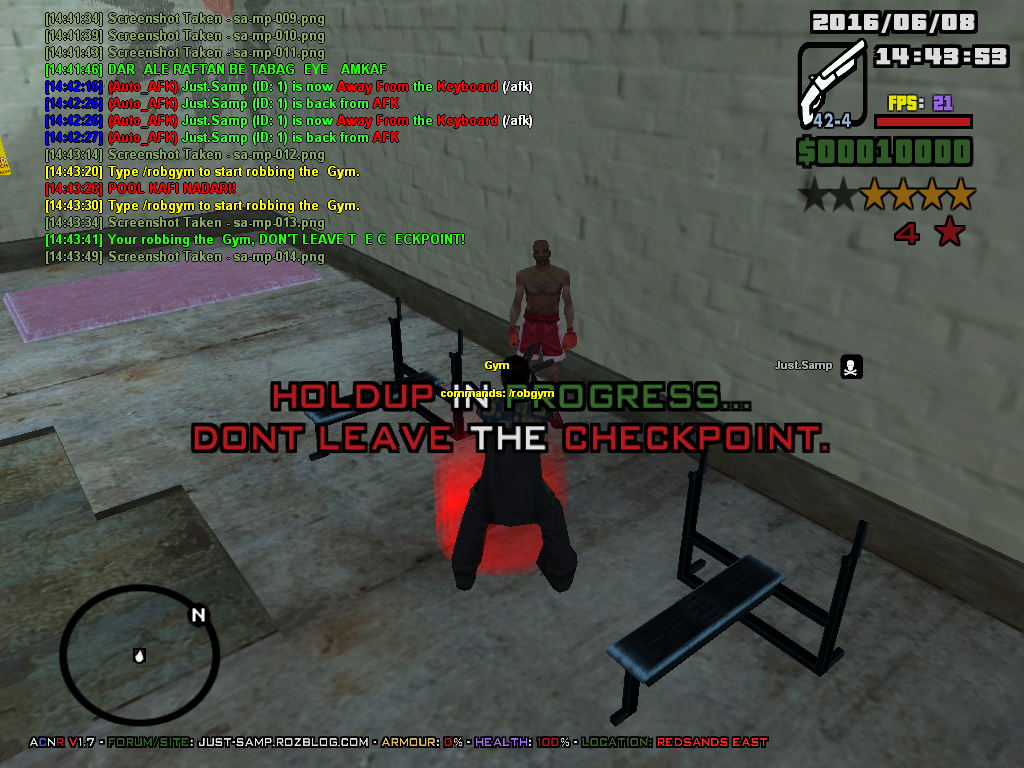 [14:41:34] Screenshot Taken - sa-mp-009.png
[14:41:39] Screenshot Taken - sa-mp-010.png
[14:41:43] Screenshot Taken - sa-mp-011.png
[14:41:46] DAR ALE RAFTAN BE TABAG EYE AMKAF
[14:42:16] (Auto_AFK) Just.Samp (ID: 1) is now Away From the Keyboard (/afk)
[14:42:26] (Auto_AFK) Just.Samp (ID: 1) is back from AFK
[14:42:26] (Auto_AFK) Just.Samp (ID: 1) is now Away From the Keyboard (/afk)
[14:42:27] (Auto_AFK) Just.Samp (ID: 1) is back from AFK
[14:43:14] Screenshot Taken - sa-mp-012.png
[14:43:20] Type /robgym to start robbing the Gym.
[14:43:26] POOL KAFI NADARI!!
[14:43:30] Type /robgym to start robbing the Gym.
[14:43:34] Screenshot Taken - sa-mp-013.png
[14:43:41] Your robbing the Gym, DON'T LEAVE T E C ECKPOINT!
[14:43:49] Screenshot Taken - sa-mp-014.png
2016/06/08
14:43:53
FPS: 21
42-4
$00010000
4
Gym
Just.Samp
commands: /robgym
HOLDUP IN PROGRESS...
DONT LEAVE THE CHECKPOINT.
N
ACNR V1.7 - FORUM/SITE: JUST-SAMP.ROZBLOG.COM - ARMOUR: 0% - HEALTH: 100% - LOCATION: REDSANDS EAST